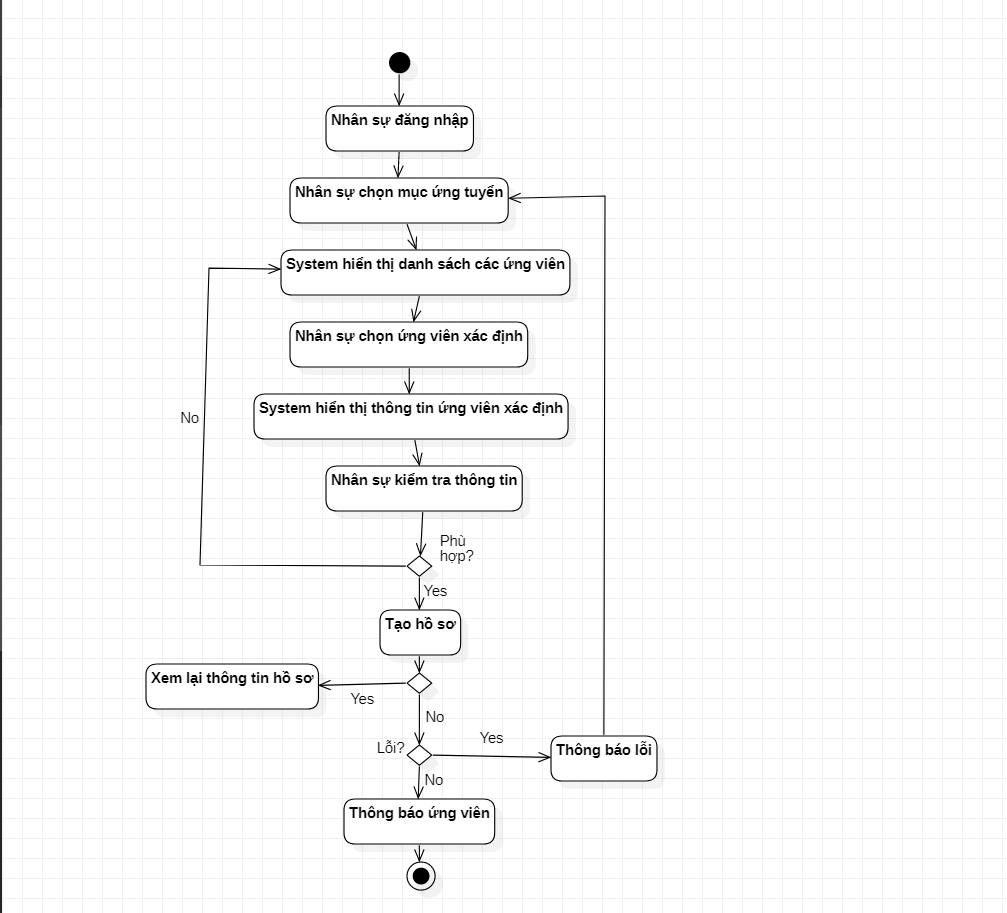 Nhân sự đăng nhập
Nhân sự chọn mục ứng tuyển
System hiển thị danh sách các ứng viên
Nhân sự chọn ứng viên xác định
System hiển thị thông tin ứng viên xác định
No
Nhân sự kiểm tra thông tin
Phù
hợp?
Yes
Tạo hồ sơ
Xem lại thông tin hồ sơ
Yes
No
Lỗi?
Yes
Thông báo lỗi
No
Thông báo ứng viên